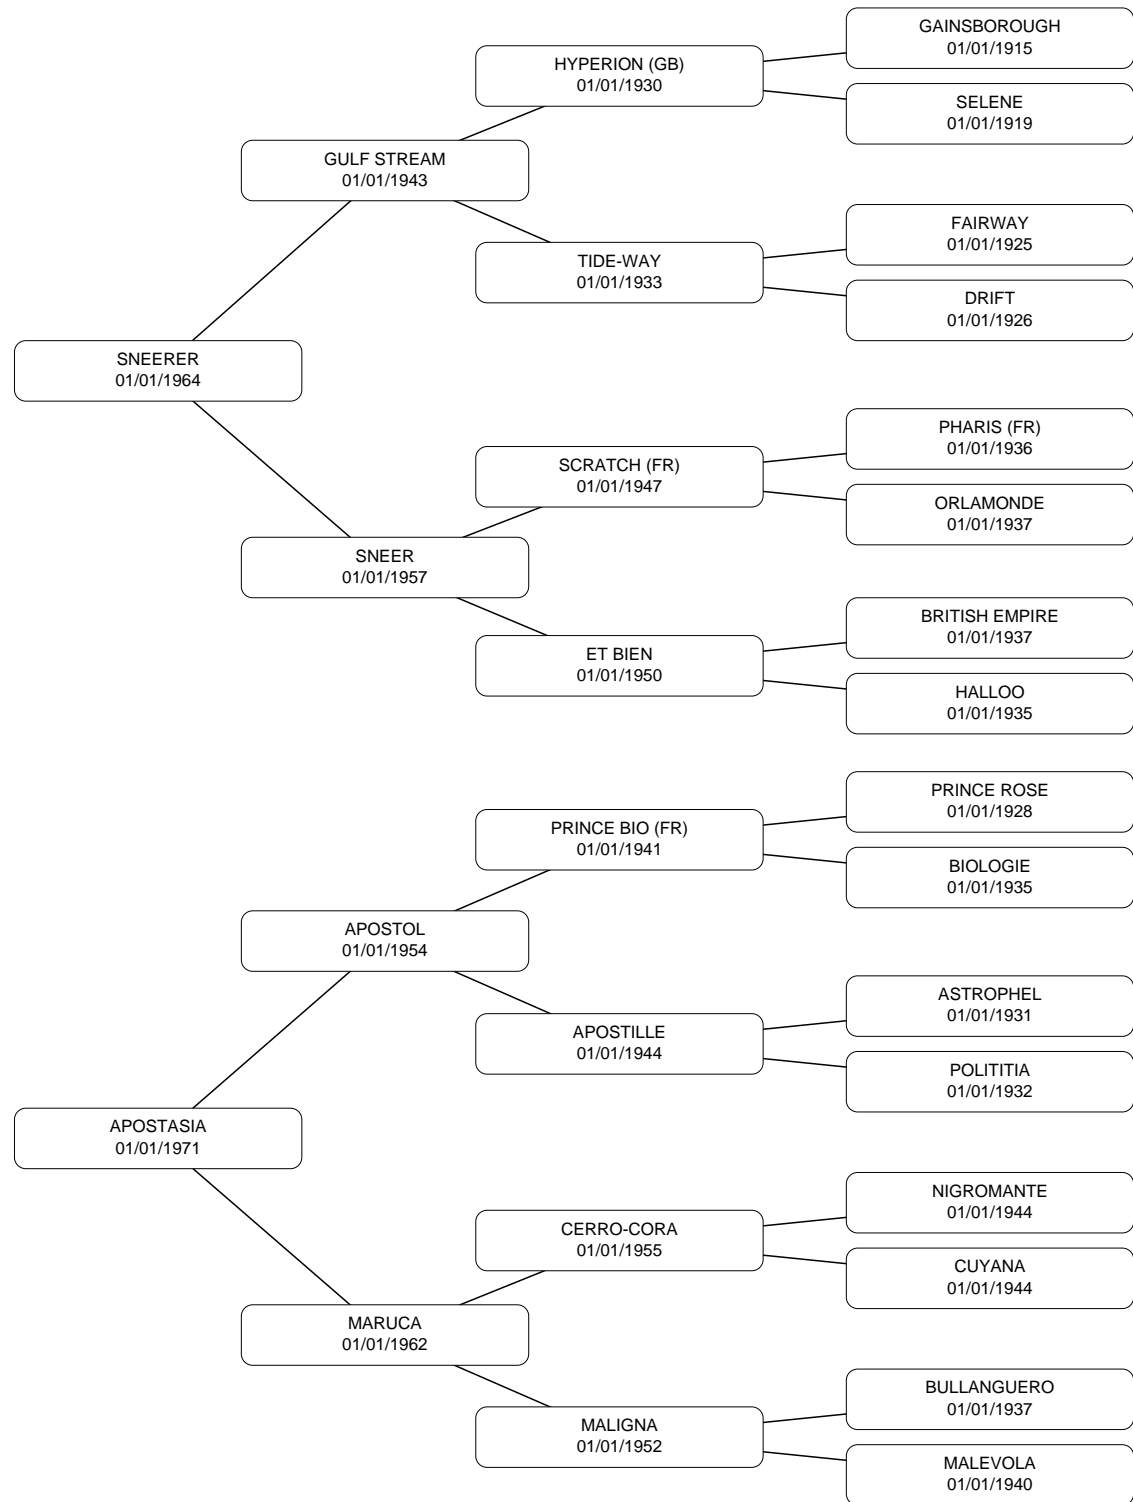 GAINSBOROUGH
01/01/1915
HYPERION (GB)
01/01/1930
SELENE
01/01/1919
GULF STREAM
01/01/1943
FAIRWAY
01/01/1925
TIDE-WAY
01/01/1933
DRIFT
01/01/1926
SNEERER
01/01/1964
PHARIS (FR)
01/01/1936
SCRATCH (FR)
01/01/1947
ORLAMONDE
01/01/1937
SNEER
01/01/1957
BRITISH EMPIRE
01/01/1937
ET BIEN
01/01/1950
HALLOO
01/01/1935
PRINCE ROSE
01/01/1928
PRINCE BIO (FR)
01/01/1941
BIOLOGIE
01/01/1935
APOSTOL
01/01/1954
ASTROPHEL
01/01/1931
APOSTILLE
01/01/1944
POLITITIA
01/01/1932
APOSTASIA
01/01/1971
NIGROMANTE
01/01/1944
CERRO-CORA
01/01/1955
CUYANA
01/01/1944
MARUCA
01/01/1962
BULLANGUERO
01/01/1937
MALIGNA
01/01/1952
MALEVOLA
01/01/1940